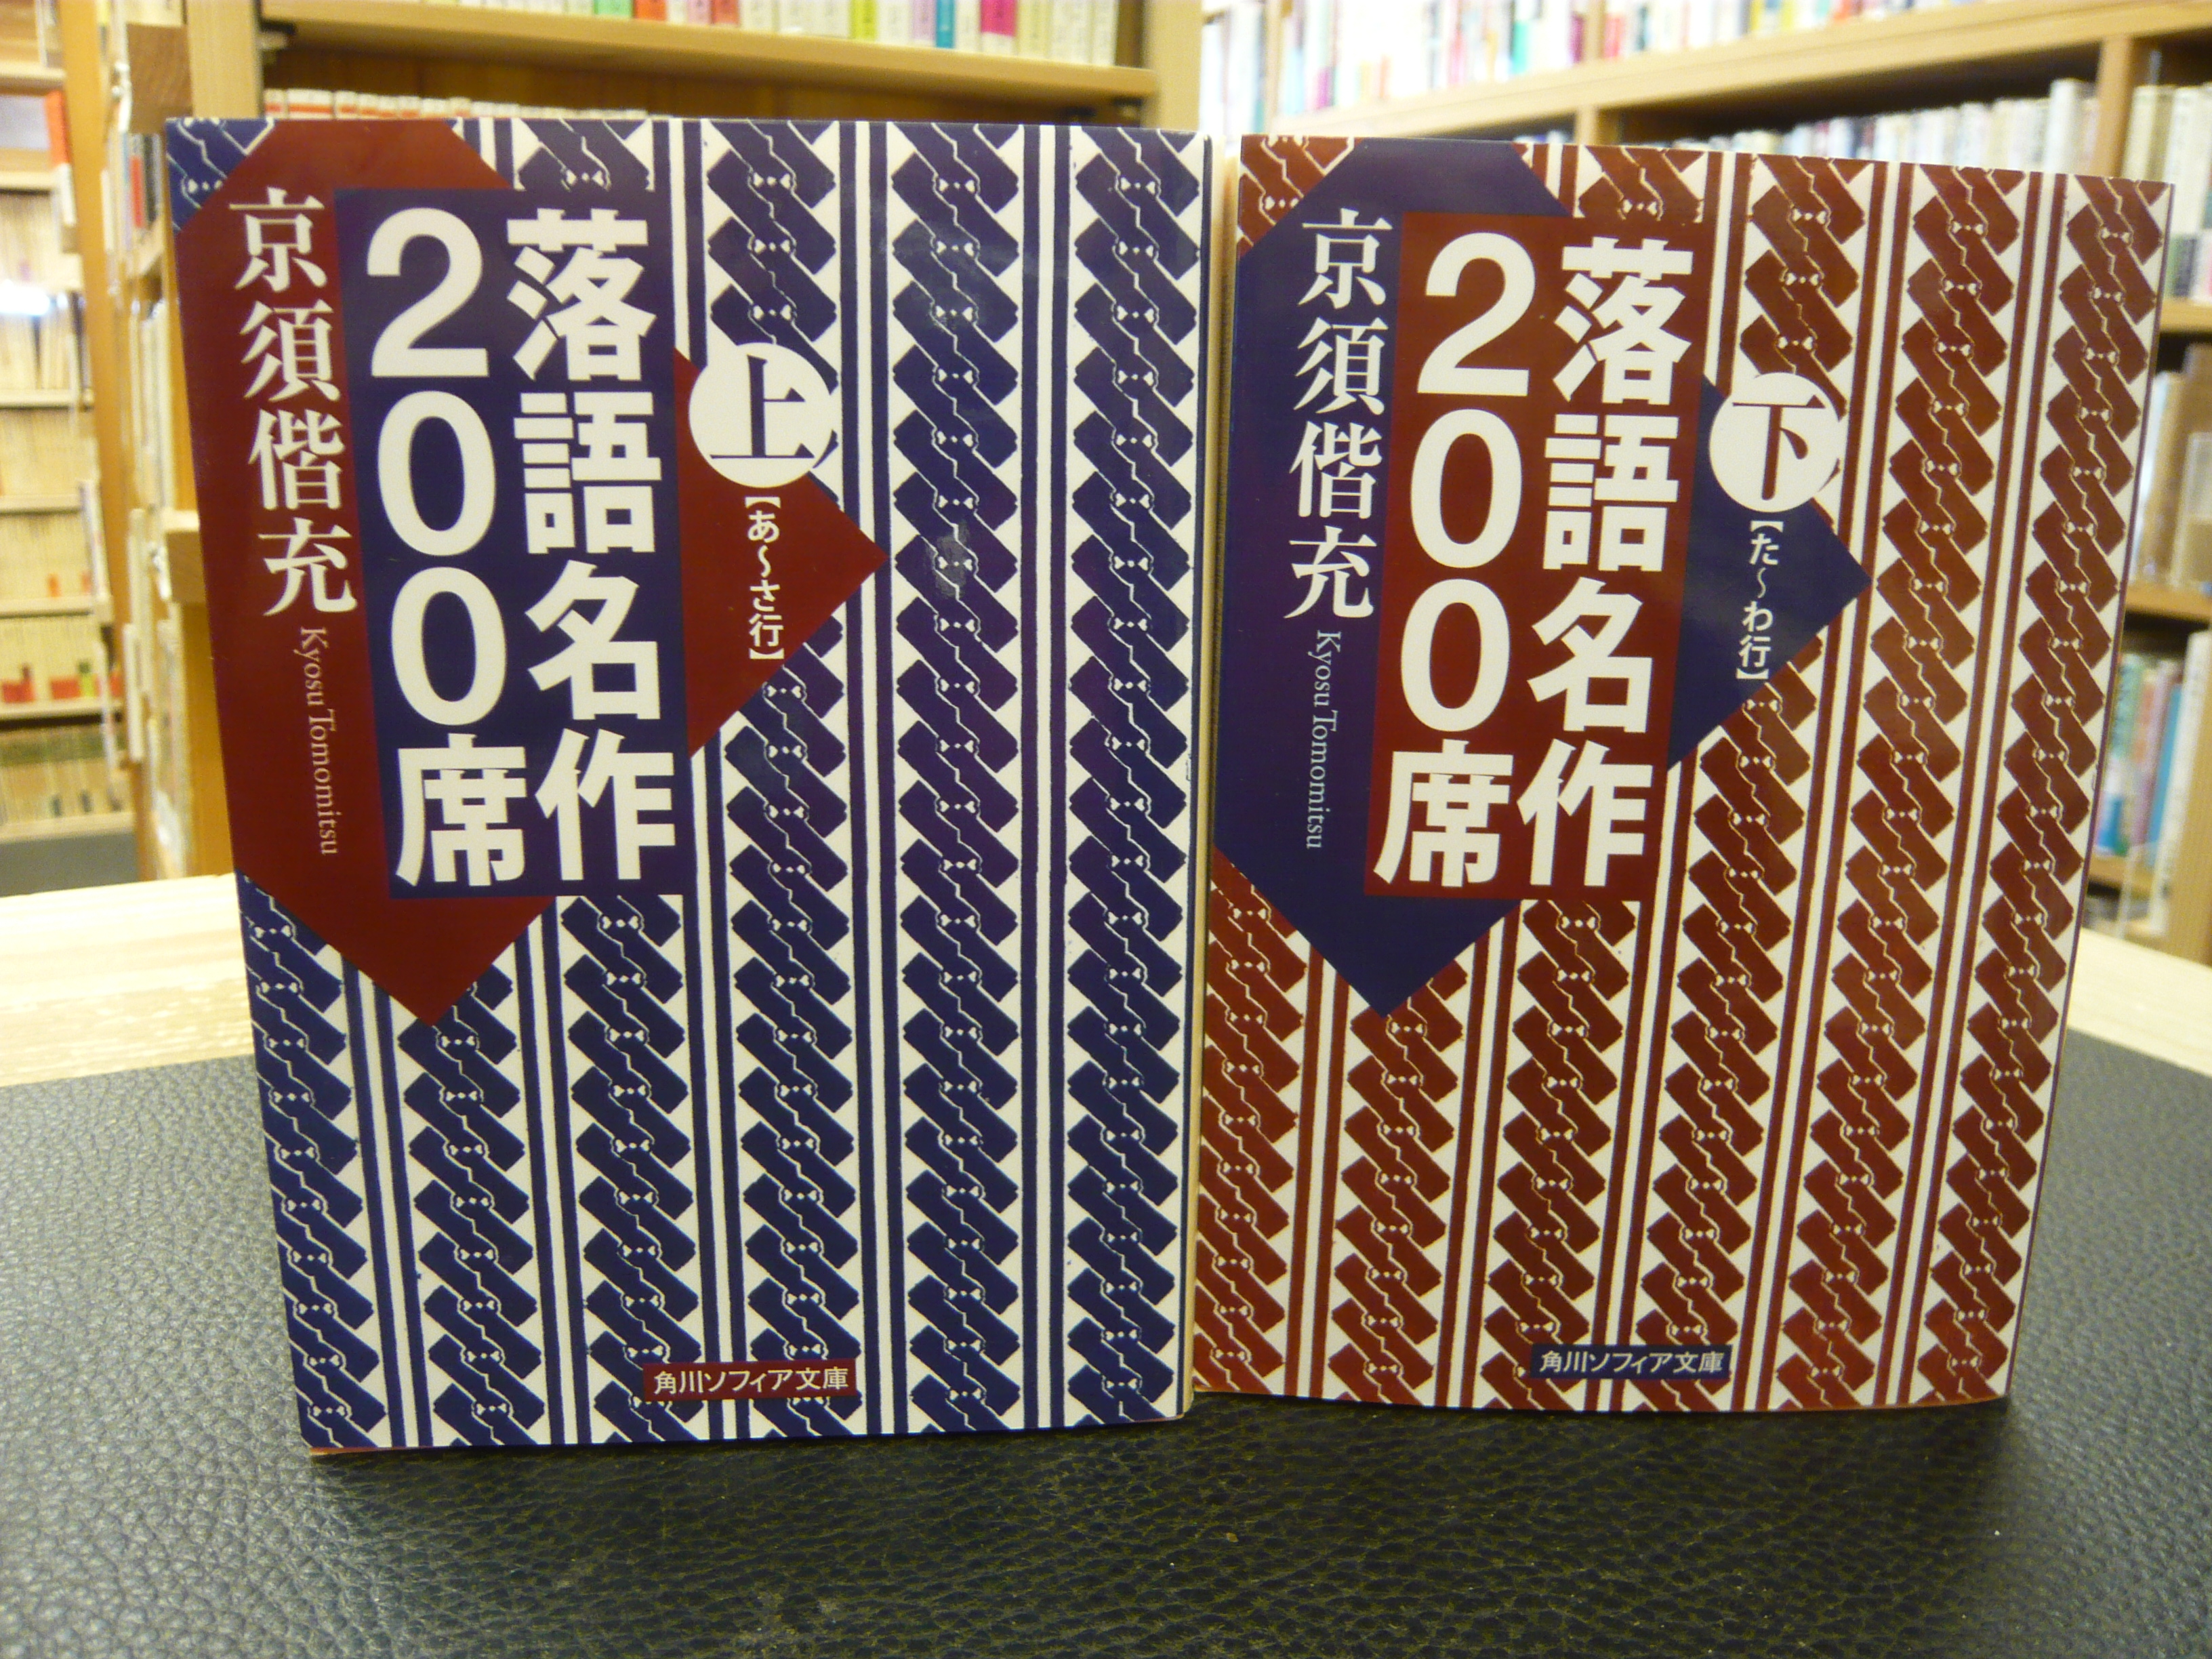 落語名作
200席
上
【あ〜さ行】
京須偕充
Kyosu Tomomitsu
角川ソフィア文庫
落語名作
200席
下
【た〜わ行】
京須偕充
Kyosu Tomomitsu
角川ソフィア文庫